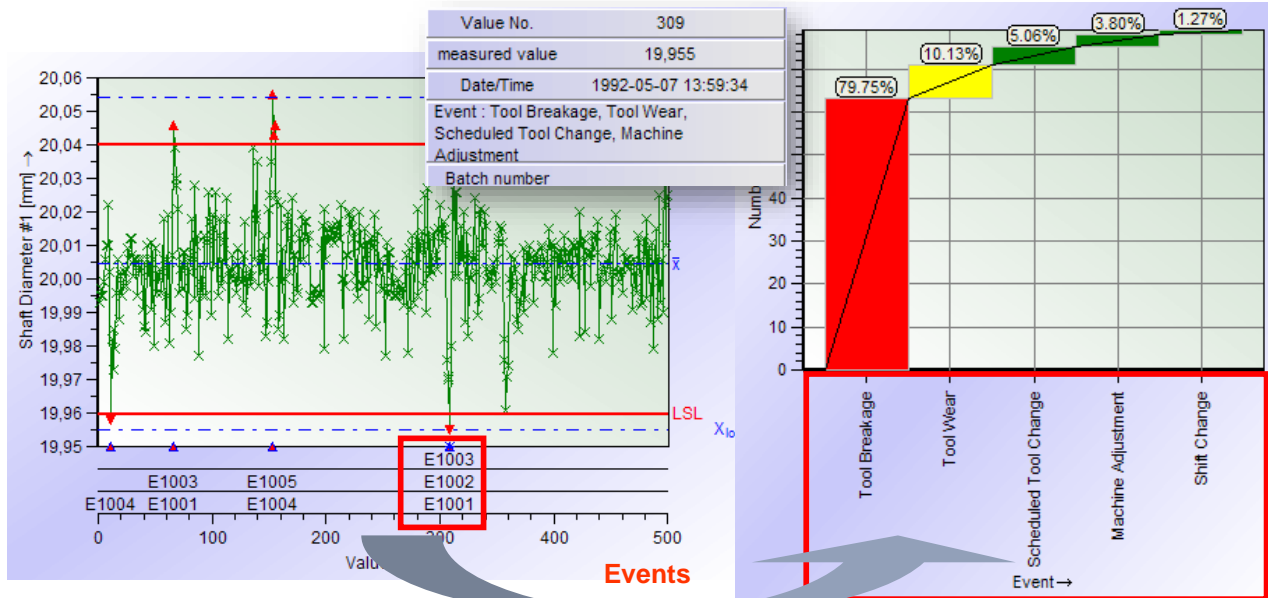 Value No. 309
measured value 19,955
Date/Time 1992-05-07 13:59:34
Event : Tool Breakage, Tool Wear,
Scheduled Tool Change, Machine
Adjustment
Batch number
20,06
20,05
20,04
20,03
20,02
20,01
20,00
19,99
19,98
19,97
19,96
19,95
Shaft Diameter #1 [mm] →
x̄
LSL
E1003
E1003 E1005 E1002
E1004 E1001 E1004 E1001
0 100 200 300 400 500
Events
79.75%
10.13%
5.06%
3.80%
1.27%
40
30
20
10
0
Tool Breakage
Tool Wear
Scheduled Tool Change
Machine Adjustment
Shift Change
Event→